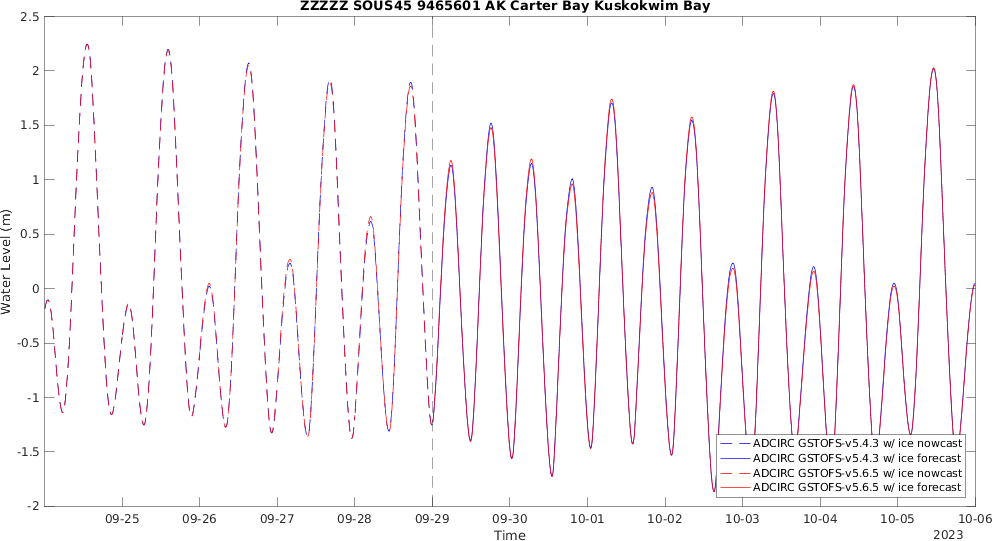 ZZZZZ SOUS45 9465601 AK Carter Bay Kuskokwim Bay
2.5
2
1.5
1
0.5
0
-0.5
-1
-1.5
-2
Water Level (m)
ADCIRC GSTOFS-v5.4.3 w/ ice nowcast
ADCIRC GSTOFS-v5.4.3 w/ ice forecast
ADCIRC GSTOFS-v5.6.5 w/ ice nowcast
ADCIRC GSTOFS-v5.6.5 w/ ice forecast
09-25 09-26 09-27 09-28 09-29 09-30 10-01 10-02 10-03 10-04 10-05 10-06
Time
2023